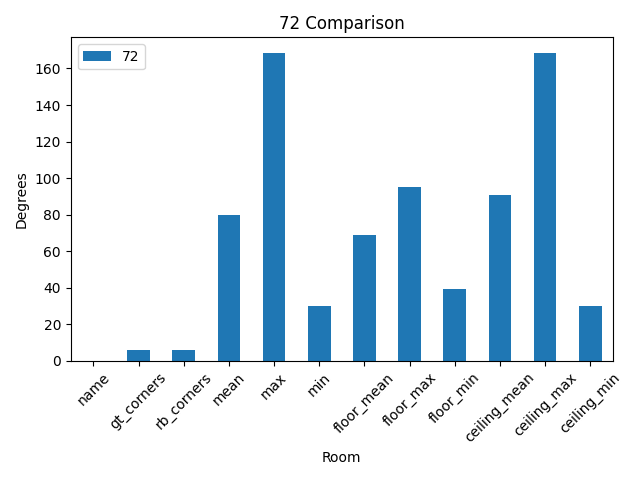 72 Comparison
72
Degrees
160
140
120
100
80
60
40
20
0
name
gt_corners
rb_corners
mean
max
min
floor_mean
floor_max
floor_min
ceiling_mean
ceiling_max
ceiling_min
Room